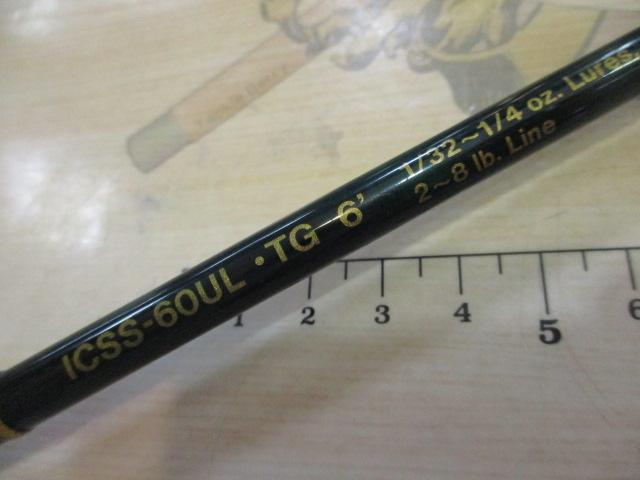 ICSS-60UL・TG 6' 1/32~1/4 oz. Lures.
2~8 lb. Line
1 2 3 4 5 6